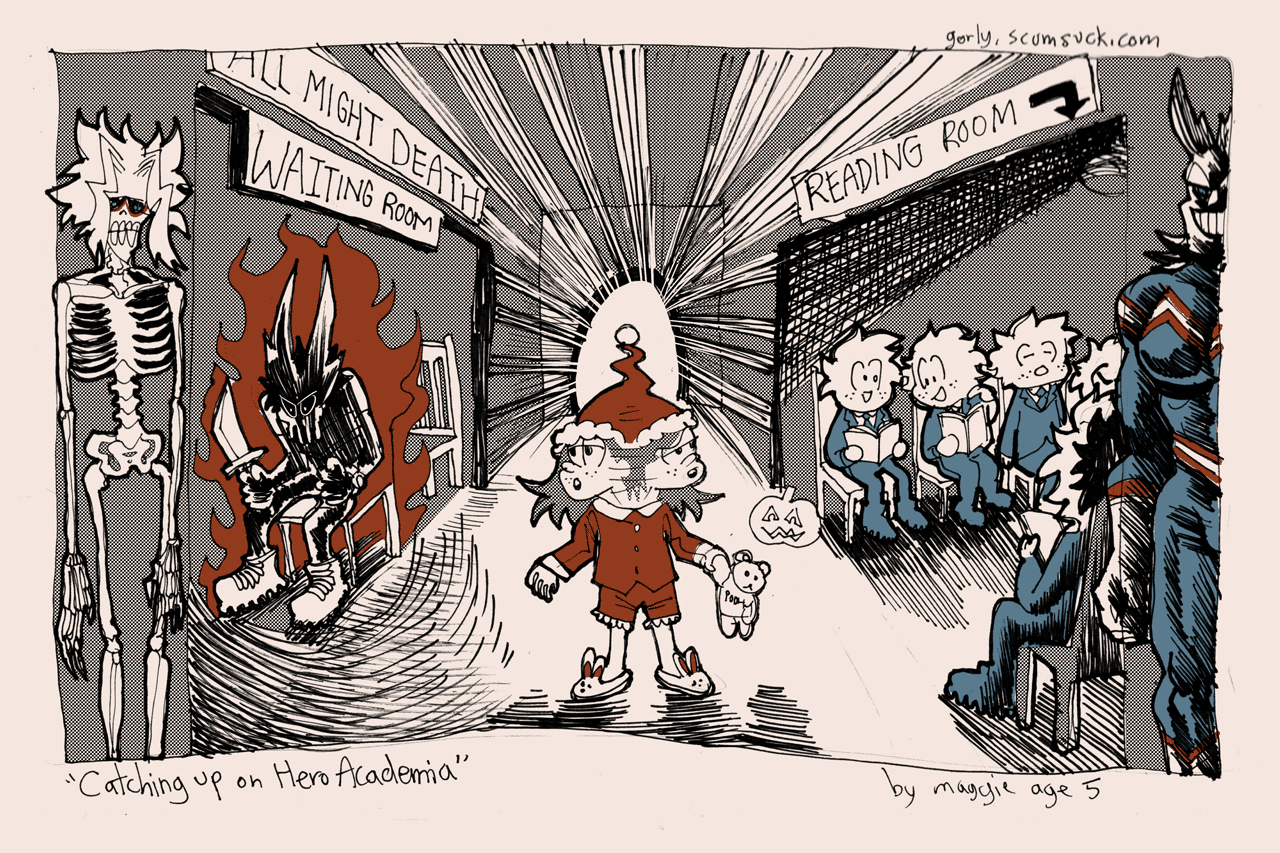 gorly, scumsuck.com
ALL MIGHT DEATH
WAITING ROOM
READING ROOM
POOH
"Catching up on Hero Academia"
by maggie age 5